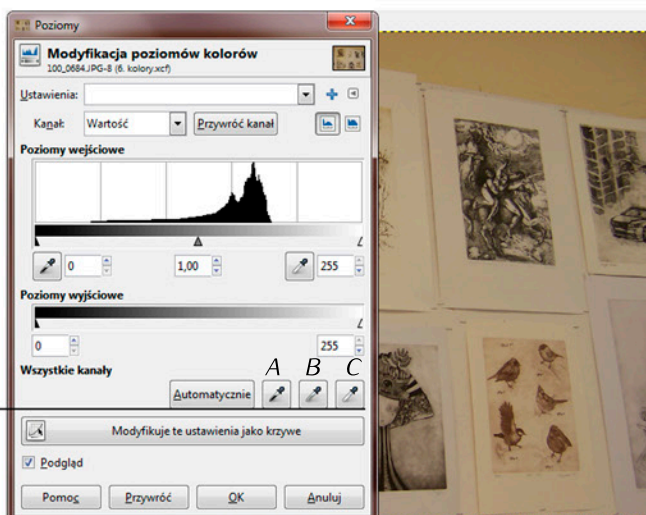 Poziomy
Modyfikacja poziomów kolorów
100_0684.JPG-8 (6. kolory.xcf)
Ustawienia:
Kanał: Wartość Przywróć kanał
Poziomy wejściowe
0 1,00 255
Poziomy wyjściowe
0 255
Wszystkie kanały
A B C
Automatycznie
Modyfikuje te ustawienia jako krzywe
Podgląd
Pomoc Przywróć OK Anuluj